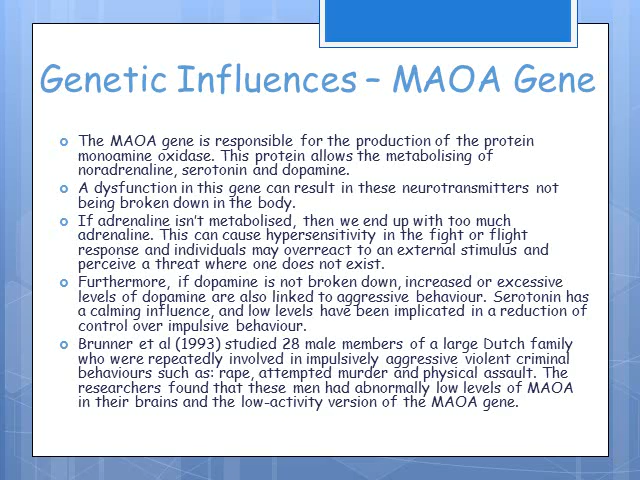 Genetic Influences – MAOA Gene
The MAOA gene is responsible for the production of the protein
monoamine oxidase. This protein allows the metabolising of
noradrenaline, serotonin and dopamine.
A dysfunction in this gene can result in these neurotransmitters not
being broken down in the body.
If adrenaline isn't metabolised, then we end up with too much
adrenaline. This can cause hypersensitivity in the fight or flight
response and individuals may overreact to an external stimulus and
perceive a threat where one does not exist.
Furthermore, if dopamine is not broken down, increased or excessive
levels of dopamine are also linked to aggressive behaviour. Serotonin has
a calming influence, and low levels have been implicated in a reduction of
control over impulsive behaviour.
Brunner et al (1993) studied 28 male members of a large Dutch family
who were repeatedly involved in impulsively aggressive violent criminal
behaviours such as: rape, attempted murder and physical assault. The
researchers found that these men had abnormally low levels of MAOA
in their brains and the low-activity version of the MAOA gene.